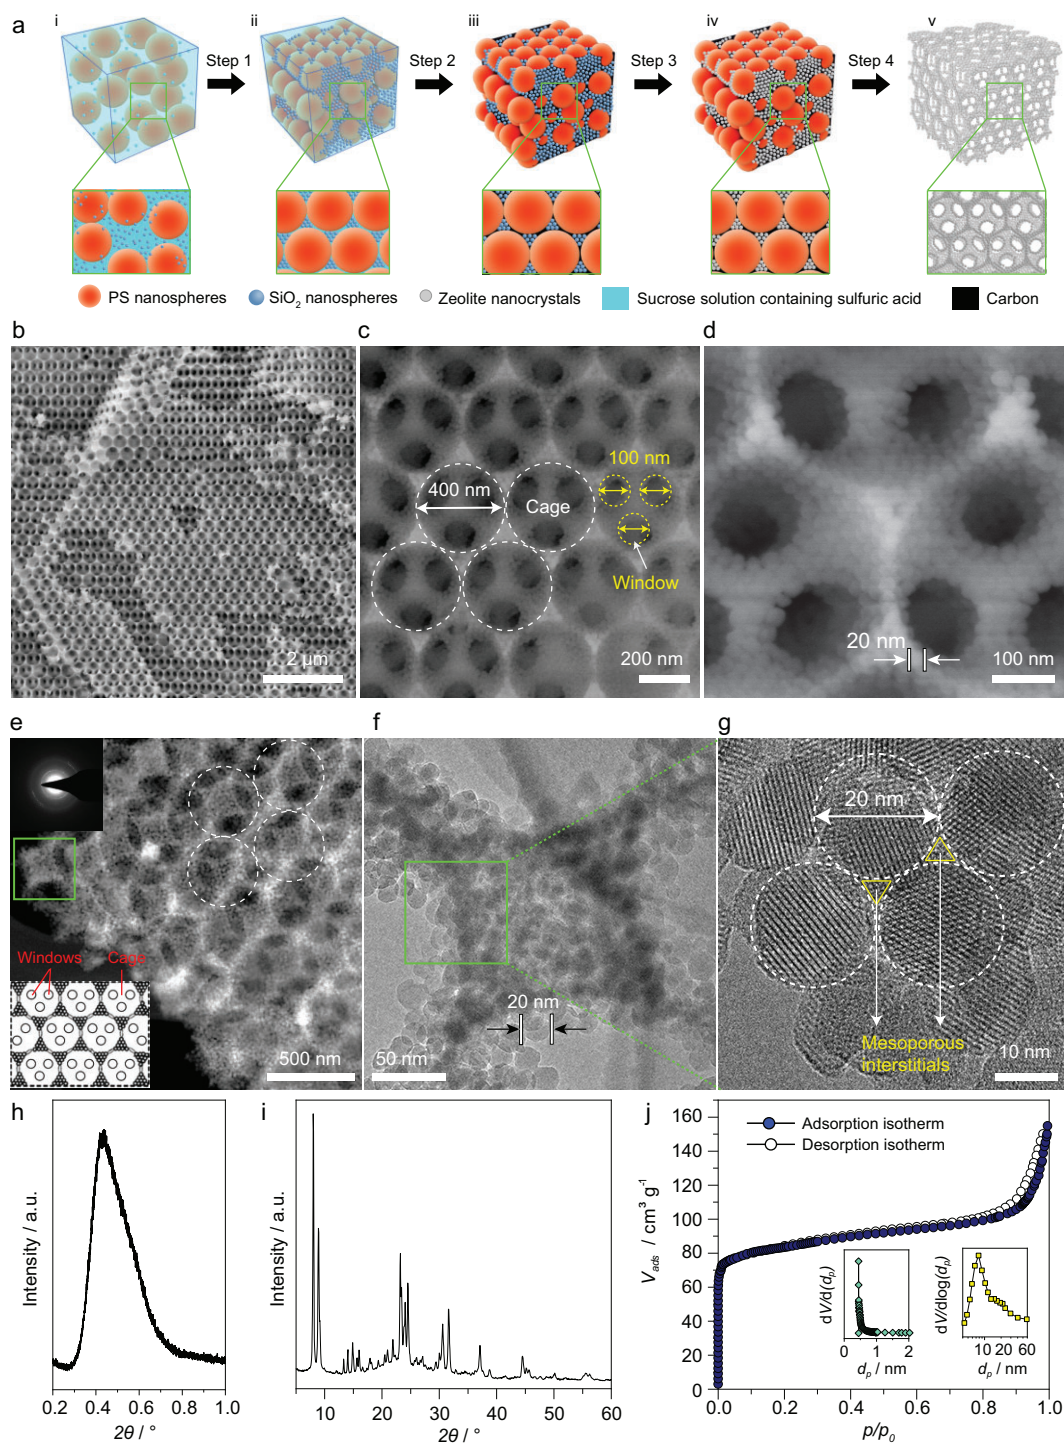 a
i
ii
iii
iv
v
Step 1
Step 2
Step 3
Step 4
PS nanospheres
SiO₂ nanospheres
Zeolite nanocrystals
Sucrose solution containing sulfuric acid
Carbon
b
2 μm
c
400 nm
Cage
100 nm
Window
200 nm
d
20 nm
100 nm
e
Windows
Cage
500 nm
f
20 nm
50 nm
g
20 nm
Mesoporous
interstitials
10 nm
h
Intensity / a.u.
0.2 0.4 0.6 0.8 1.0
2θ / °
i
Intensity / a.u.
10 20 30 40 50 60
2θ / °
j
Adsorption isotherm
Desorption isotherm
V_ads / cm³ g⁻¹
160
140
120
100
80
60
40
20
0
0.0 0.2 0.4 0.6 0.8 1.0
p/p₀
dV/d(d_p)
0 1 2
d_p / nm
dV/dlog(d_p)
10 20 60
d_p / nm